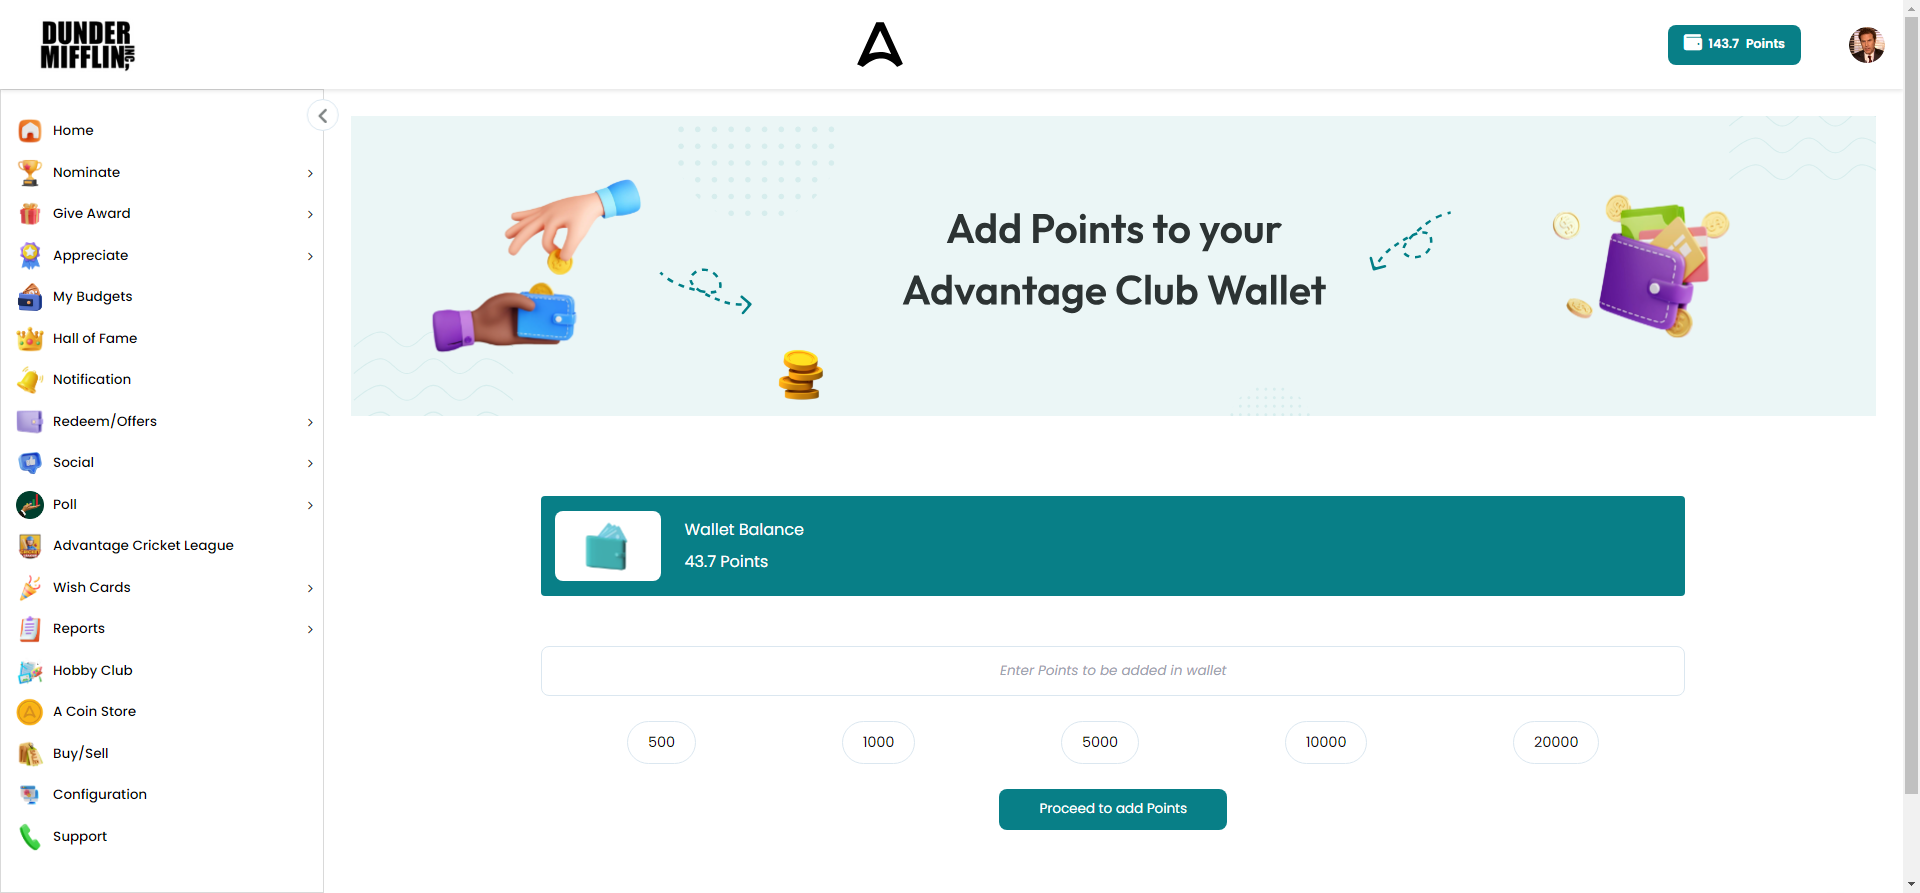 DUNDER
MIFFLIN, INC
143.7 Points
Home
Nominate
Give Award
Appreciate
My Budgets
Hall of Fame
Notification
Redeem/Offers
Social
Poll
Advantage Cricket League
Wish Cards
Reports
Hobby Club
A Coin Store
Buy/Sell
Configuration
Support
Add Points to your
Advantage Club Wallet
Wallet Balance
43.7 Points
Enter Points to be added in wallet
500
1000
5000
10000
20000
Proceed to add Points